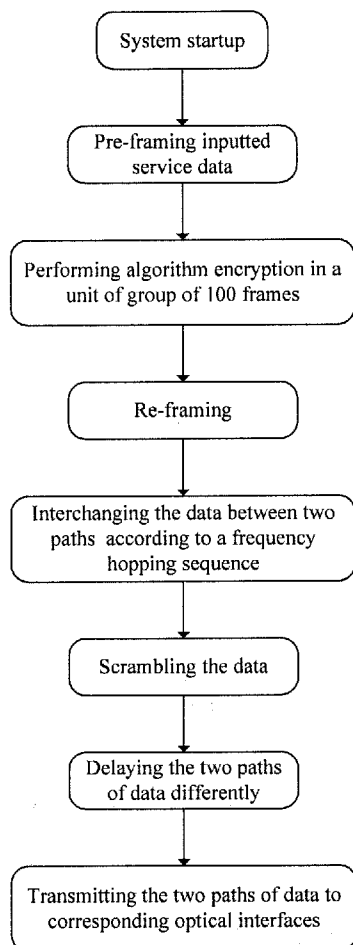 System startup
Pre-framing inputted
service data
Performing algorithm encryption in a
unit of group of 100 frames
Re-framing
Interchanging the data between two
paths according to a frequency
hopping sequence
Scrambling the data
Delaying the two paths
of data differently
Transmitting the two paths of data to
corresponding optical interfaces